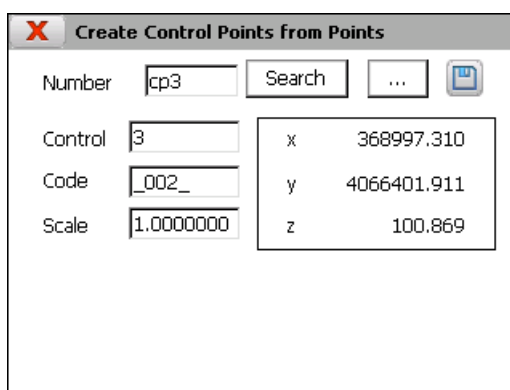 X Create Control Points from Points
Number cp3 Search ...
Control 3 x 368997.310
Code _002_ y 4066401.911
Scale 1.0000000 z 100.869